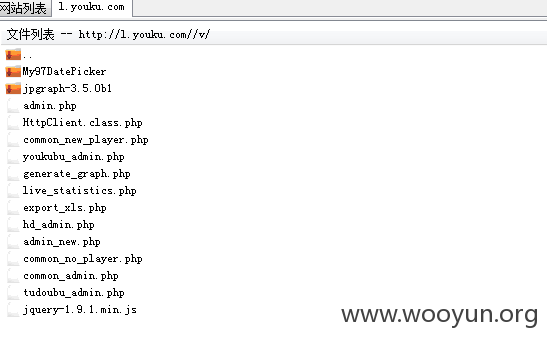 网站列表 l.youku.com
文件列表 -- http://l.youku.com//v/
..
My97DatePicker
jpgraph-3.5.0b1
admin.php
HttpClient.class.php
common_new_player.php
youkubu_admin.php
generate_graph.php
live_statistics.php
export_xls.php
hd_admin.php
admin_new.php
common_no_player.php
common_admin.php
tudoubu_admin.php
jquery-1.9.1.min.js
www.wooyun.org